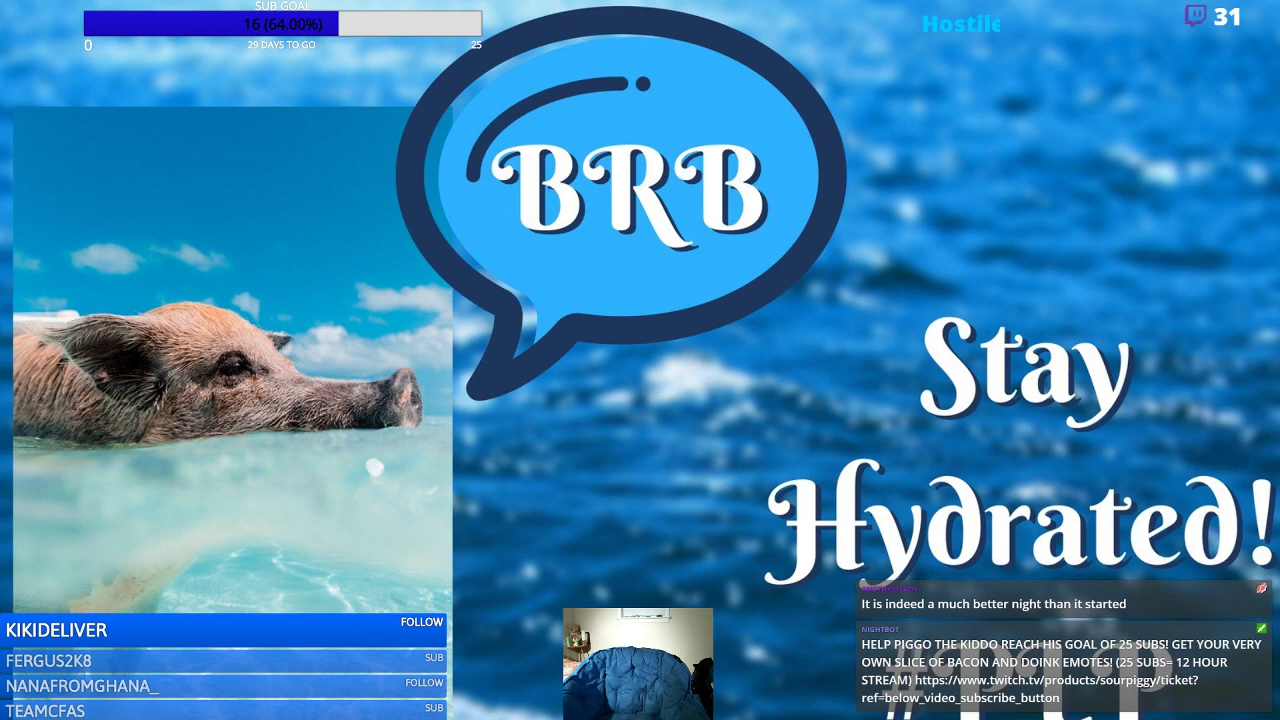 SUB GOAL
16 (64.00%)
0
29 DAYS TO GO
25
Hostile
31
BRB
Stay
Hydrated!
KIKIDELIVER
FOLLOW
FERGUS2K8
SUB
NANAFROMGHANA_
FOLLOW
TEAMCFAS
SUB
It is indeed a much better night than it started
NIGHTBOT
HELP PIGGO THE KIDDO REACH HIS GOAL OF 25 SUBS! GET YOUR VERY
OWN SLICE OF BACON AND DOINK EMOTES! (25 SUBS= 12 HOUR
STREAM) https://www.twitch.tv/products/sourpiggy/ticket?
ref=below_video_subscribe_button